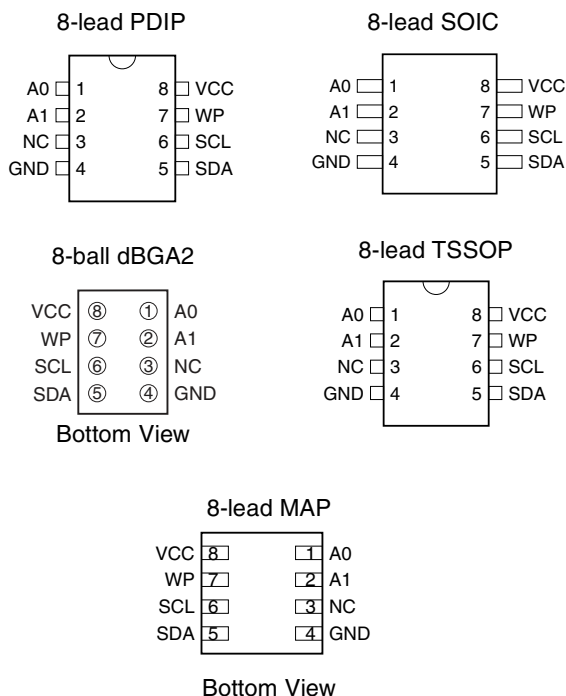 8-lead PDIP
A0 1 8 VCC
A1 2 7 WP
NC 3 6 SCL
GND 4 5 SDA
8-lead SOIC
A0 1 8 VCC
A1 2 7 WP
NC 3 6 SCL
GND 4 5 SDA
8-ball dBGA2
VCC 8 1 A0
WP 7 2 A1
SCL 6 3 NC
SDA 5 4 GND
Bottom View
8-lead TSSOP
A0 1 8 VCC
A1 2 7 WP
NC 3 6 SCL
GND 4 5 SDA
8-lead MAP
VCC 8 1 A0
WP 7 2 A1
SCL 6 3 NC
SDA 5 4 GND
Bottom View